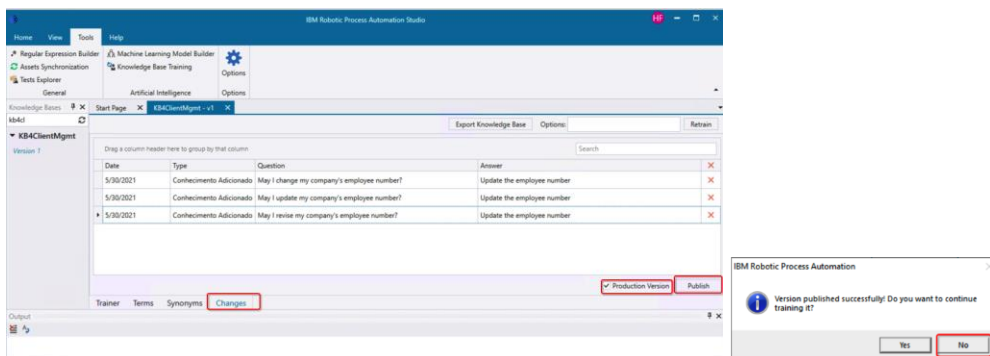 IBM Robotic Process Automation Studio
HF
Home View Tools Help
Regular Expression Builder
Assets Synchronization
Tests Explorer
General
Machine Learning Model Builder
Knowledge Base Training
Artificial Intelligence
Options
Options
Knowledge Bases
kb4cl
KB4ClientMgmt
Version 1
Start Page
KB4ClientMgmt - v1
Export Knowledge Base Options: Retrain
Drag a column header here to group by that column
Search
Date Type Question Answer
5/30/2021 Conhecimento Adicionado May I change my company's employee number? Update the employee number
5/30/2021 Conhecimento Adicionado May I update my company's employee number? Update the employee number
5/30/2021 Conhecimento Adicionado May I revise my company's employee number? Update the employee number
Production Version Publish
Trainer Terms Synonyms Changes
Output
IBM Robotic Process Automation
Version published successfully! Do you want to continue
training it?
Yes No